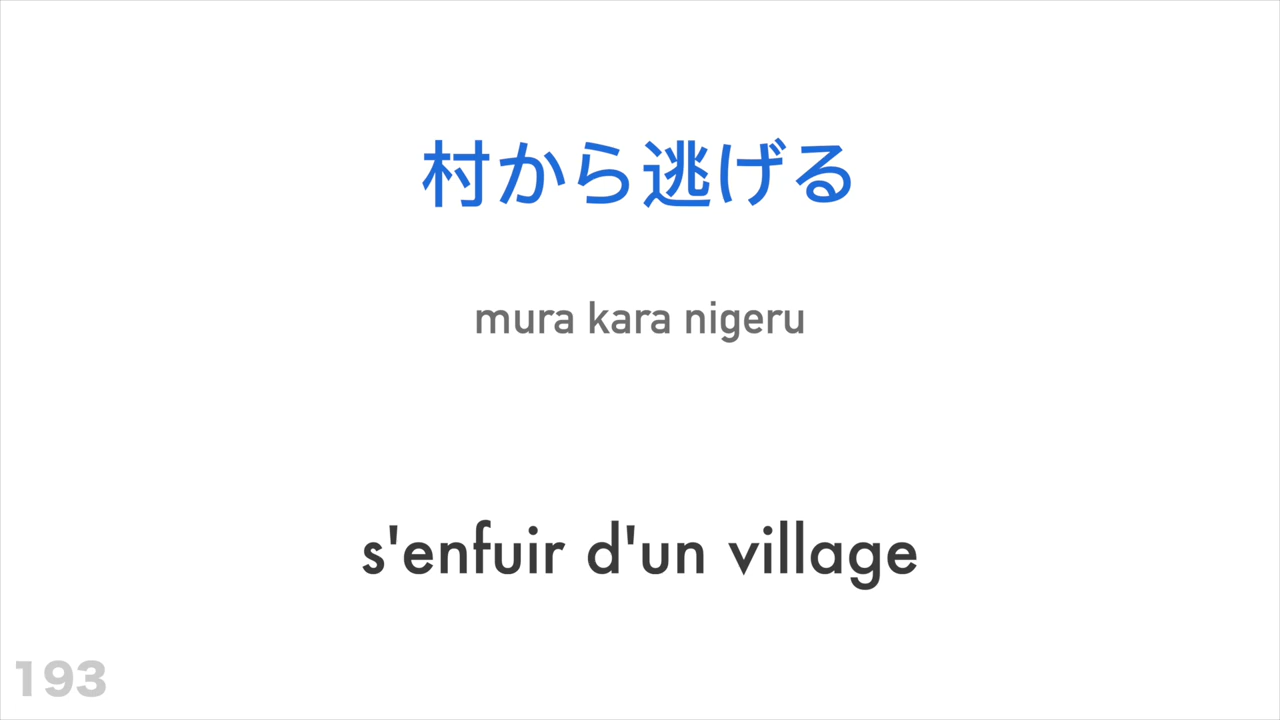 村から逃げる
mura kara nigeru
s'enfuir d'un village
193